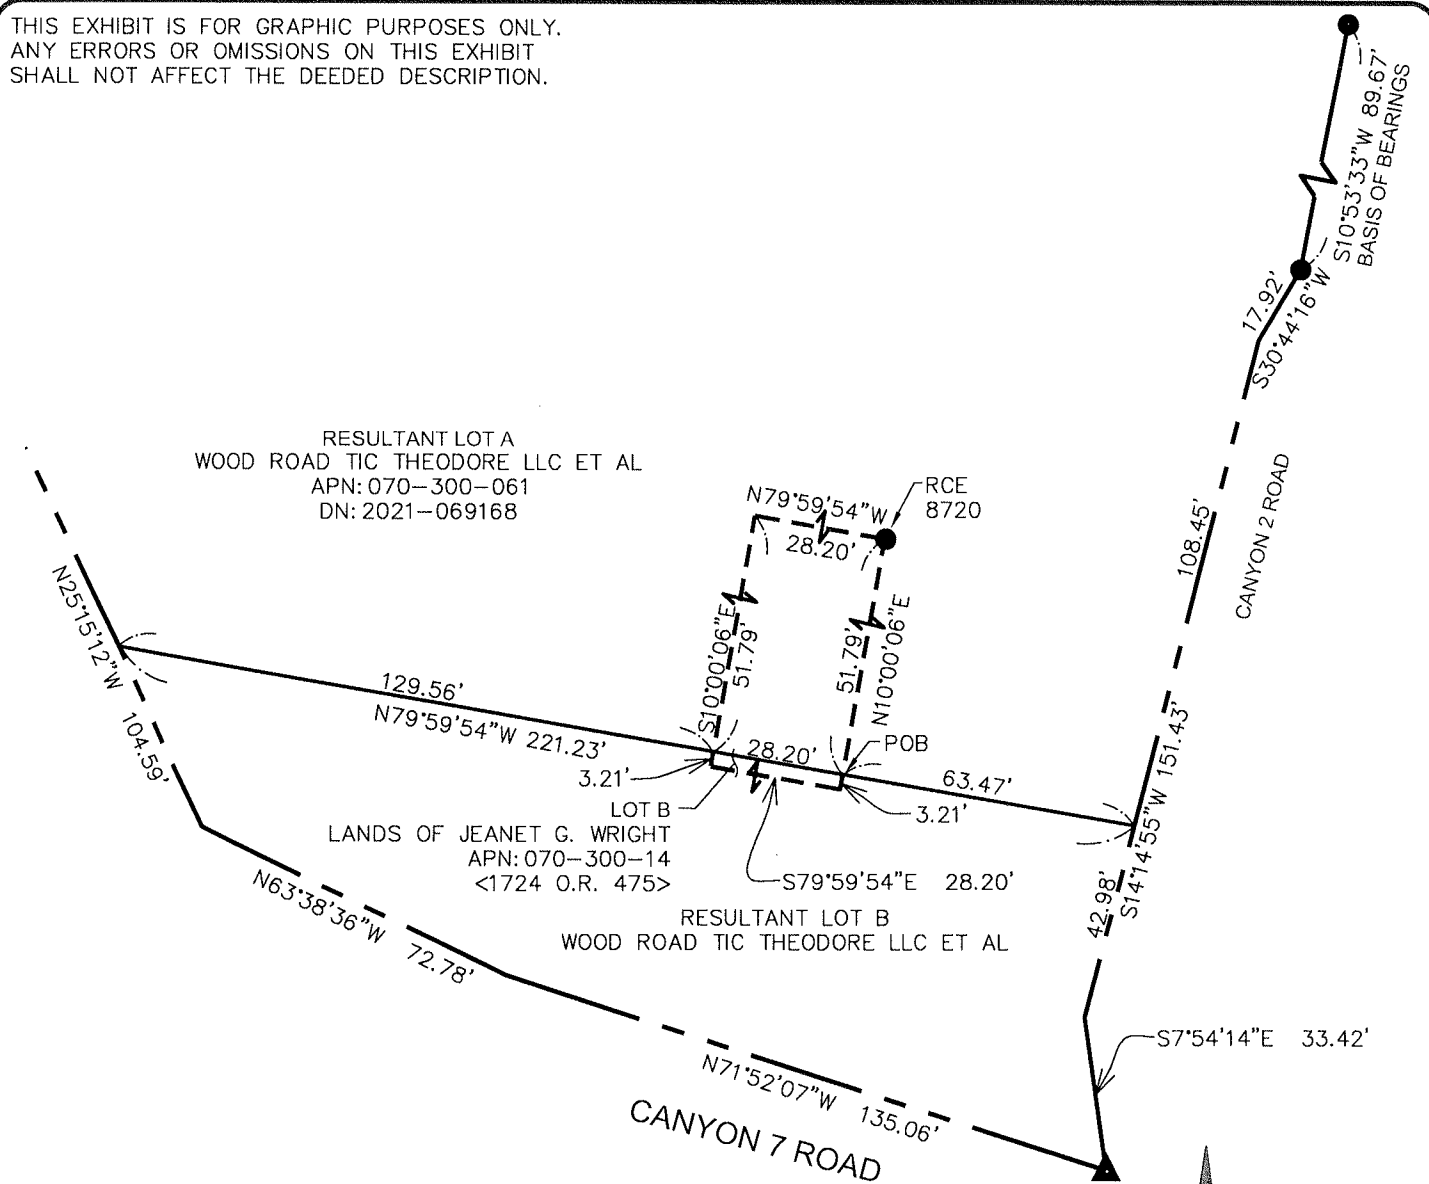 THIS EXHIBIT IS FOR GRAPHIC PURPOSES ONLY.
ANY ERRORS OR OMISSIONS ON THIS EXHIBIT
SHALL NOT AFFECT THE DEEDED DESCRIPTION.
S10°53'33"W 89.67'
BASIS OF BEARINGS
17.92'
S30°44'16"W
RESULTANT LOT A
WOOD ROAD TIC THEODORE LLC ET AL
APN: 070-300-061
DN: 2021-069168
N79°59'54"W
28.20'
RCE
8720
108.45'
CANYON 2 ROAD
N25°15'12"W 104.59'
S10°00'06"E
51.79'
51.79'
N10°00'06"E
129.56'
N79°59'54"W 221.23'
28.20'
POB
63.47'
3.21'
3.21'
S14°14'55"W 151.43'
42.98'
LOT B
LANDS OF JEANET G. WRIGHT
APN: 070-300-14
<1724 O.R. 475>
S79°59'54"E 28.20'
RESULTANT LOT B
WOOD ROAD TIC THEODORE LLC ET AL
N63°38'36"W 72.78'
S7°54'14"E 33.42'
N71°52'07"W 135.06'
CANYON 7 ROAD